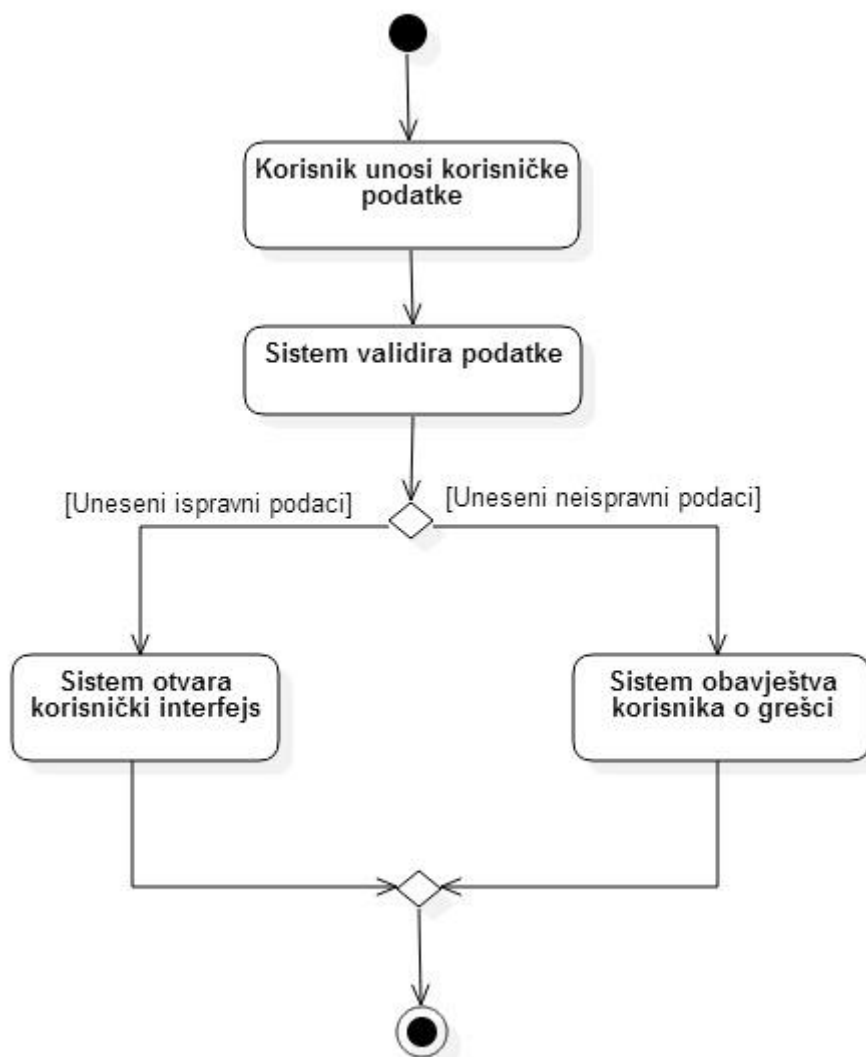 Korisnik unosi korisničke
podatke
Sistem validira podatke
[Uneseni ispravni podaci]
[Uneseni neispravni podaci]
Sistem otvara
korisnički interfejs
Sistem obavještva
korisnika o grešci